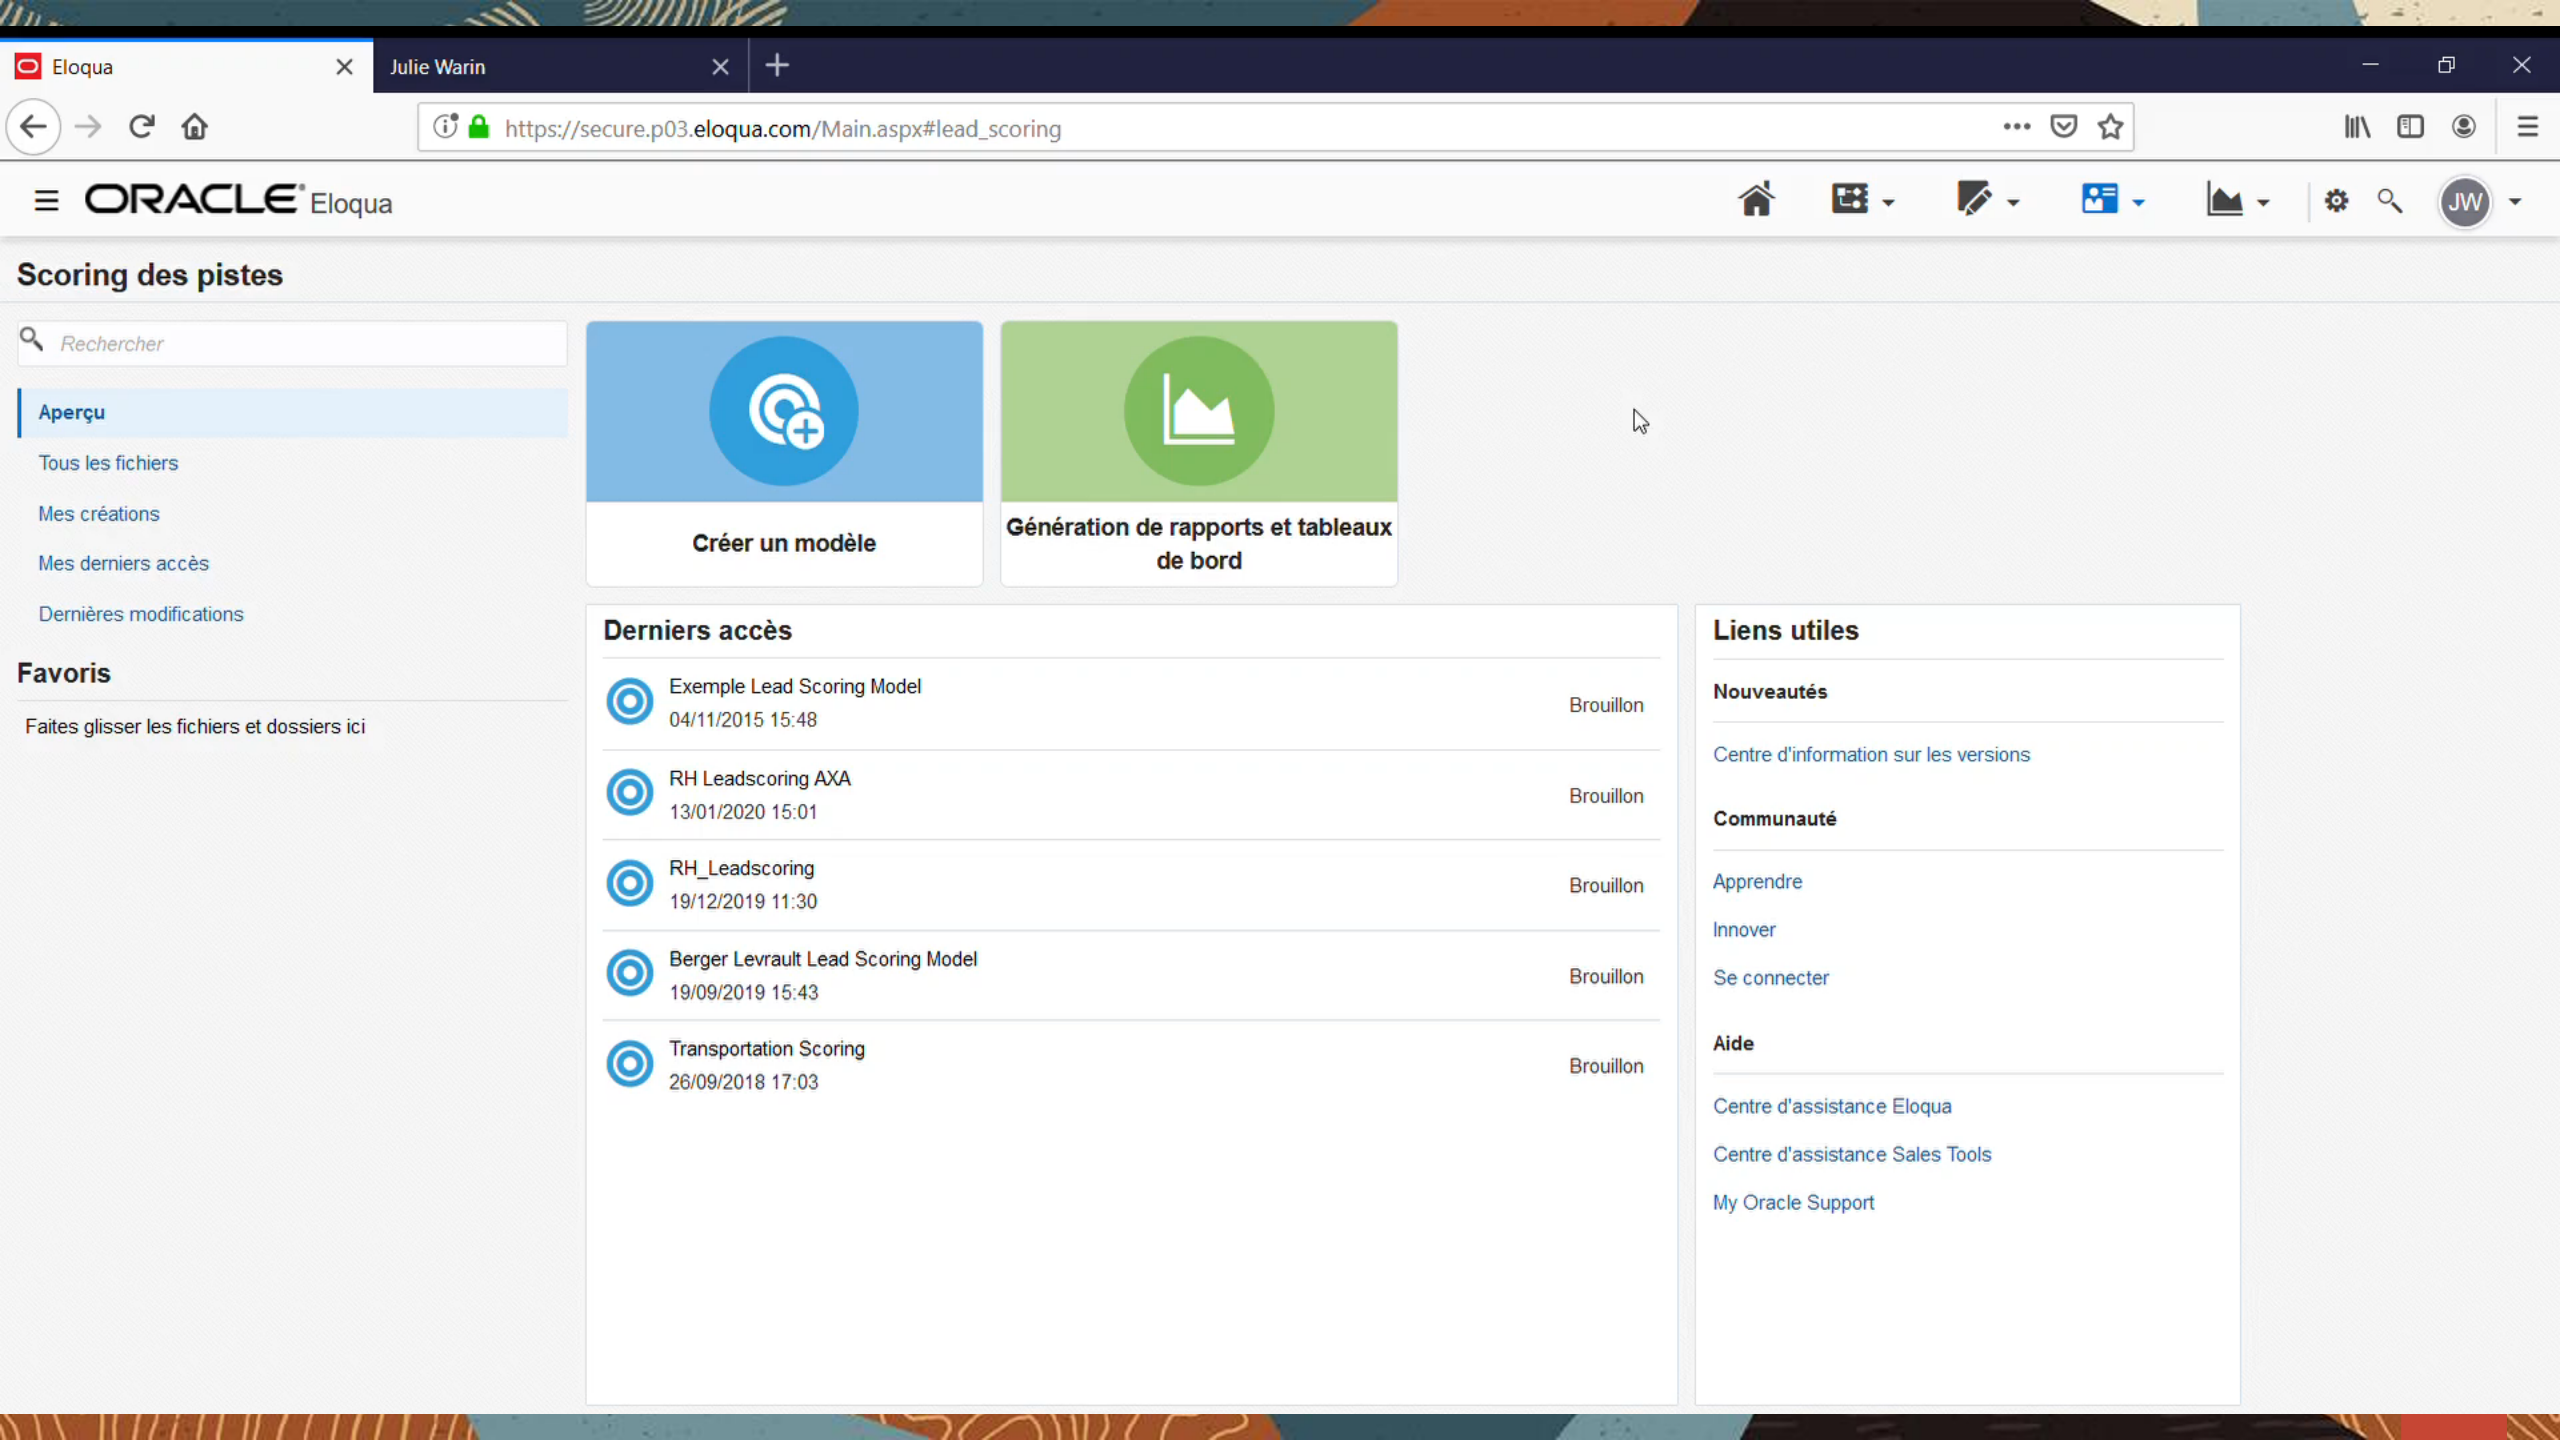 Eloqua
Julie Warin
https://secure.p03.eloqua.com/Main.aspx#lead_scoring
ORACLE Eloqua
JW
Scoring des pistes
Rechercher
Aperçu
Tous les fichiers
Mes créations
Mes derniers accès
Dernières modifications
Favoris
Faites glisser les fichiers et dossiers ici
Créer un modèle
Génération de rapports et tableaux
de bord
Derniers accès
Exemple Lead Scoring Model
04/11/2015 15:48
Brouillon
RH Leadscoring AXA
13/01/2020 15:01
Brouillon
RH_Leadscoring
19/12/2019 11:30
Brouillon
Berger Levrault Lead Scoring Model
19/09/2019 15:43
Brouillon
Transportation Scoring
26/09/2018 17:03
Brouillon
Liens utiles
Nouveautés
Centre d'information sur les versions
Communauté
Apprendre
Innover
Se connecter
Aide
Centre d'assistance Eloqua
Centre d'assistance Sales Tools
My Oracle Support